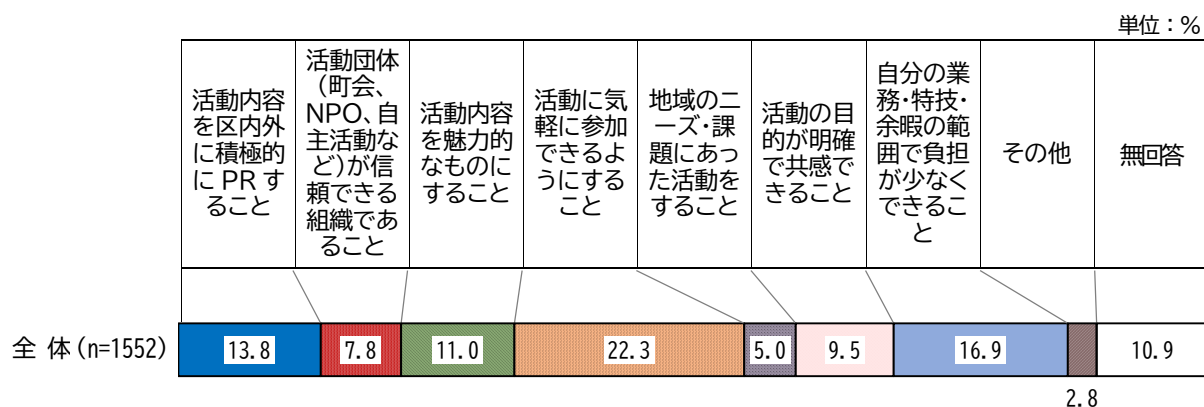 単位：％
活動内容
を区内外
に積極的
に PR す
ること
活動団体
(町会、
NPO、自
主活動な
ど)が信
頼できる
組織であ
ること
活動内容
を魅力的
なものに
すること
活動に気
軽に参加
できるよ
うにする
こと
地域のニ
ーズ・課
題にあっ
た活動を
すること
活動の目
的が明確
で共感で
きること
自分の業
務・特技・
余暇の範
囲で負担
が少なく
できるこ
と
その他
無回答
全 体(n=1552)
13.8
7.8
11.0
22.3
5.0
9.5
16.9
10.9
2.8